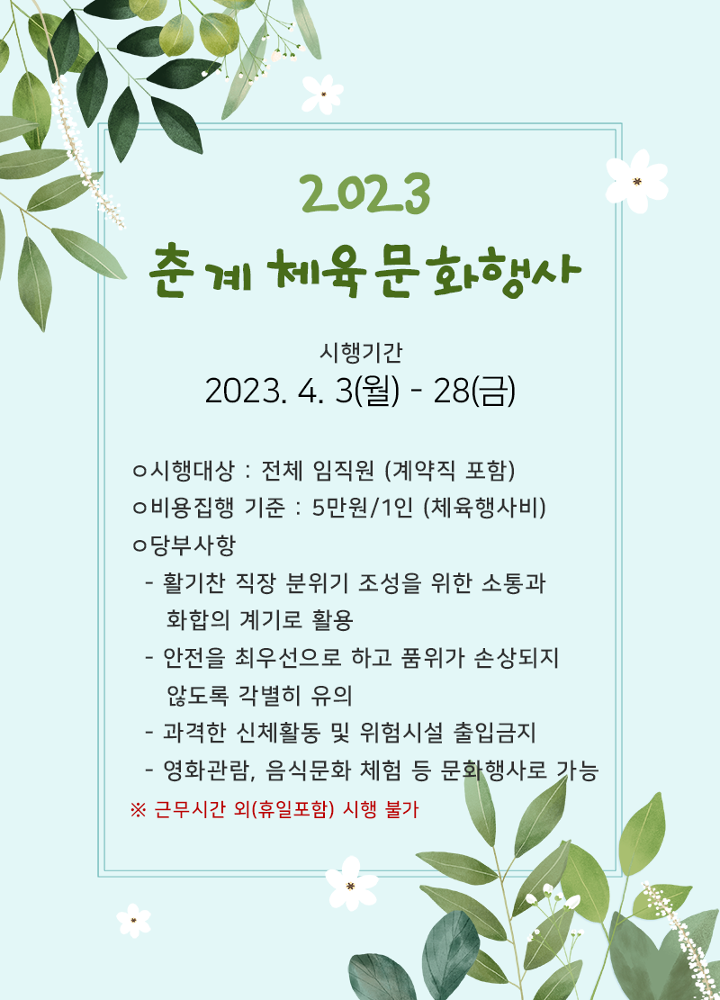 2023
춘계 체육문화행사
시행기간
2023. 4. 3(월) - 28(금)
ㅇ시행대상 : 전체 임직원 (계약직 포함)
ㅇ비용집행 기준 : 5만원/1인 (체육행사비)
ㅇ당부사항
- 활기찬 직장 분위기 조성을 위한 소통과
화합의 계기로 활용
- 안전을 최우선으로 하고 품위가 손상되지
않도록 각별히 유의
- 과격한 신체활동 및 위험시설 출입금지
- 영화관람, 음식문화 체험 등 문화행사로 가능
※ 근무시간 외(휴일포함) 시행 불가